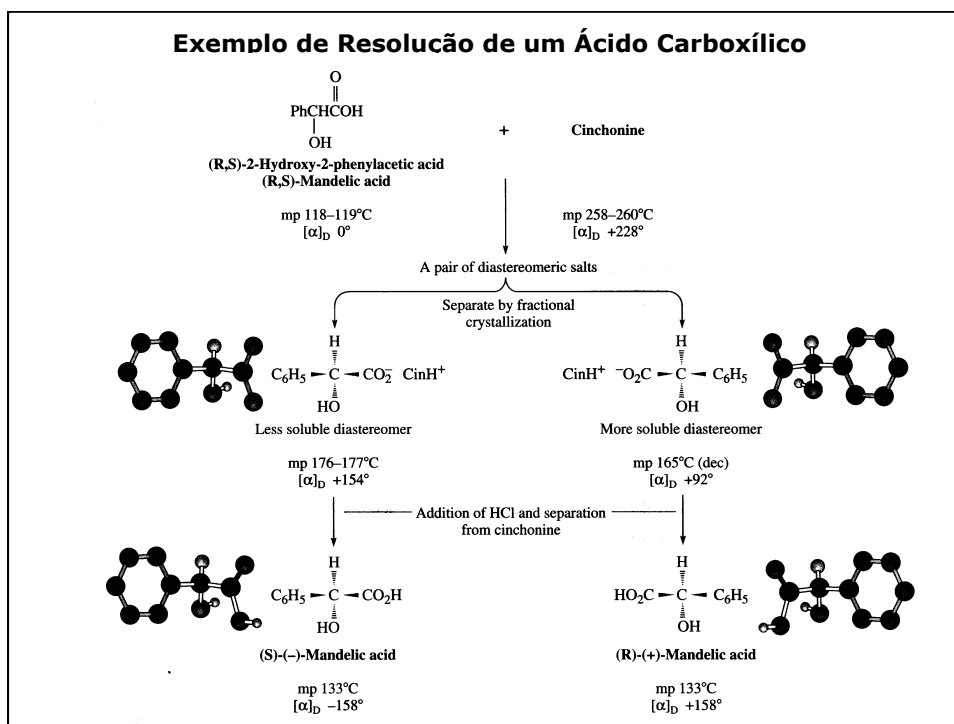 Exemplo de Resolução de um Ácido Carboxílico
O
PhCHCOH
OH
+
Cinchonine
(R,S)-2-Hydroxy-2-phenylacetic acid
(R,S)-Mandelic acid
mp 118–119°C
[α]D 0°
mp 258–260°C
[α]D +228°
A pair of diastereomeric salts
Separate by fractional
crystallization
H
C6H5 C CO2− CinH+
HO
Less soluble diastereomer
mp 176–177°C
[α]D +154°
H
CinH+ −O2C C C6H5
OH
More soluble diastereomer
mp 165°C (dec)
[α]D +92°
Addition of HCl and separation
from cinchonine
H
C6H5 C CO2H
HO
(S)-(–)-Mandelic acid
mp 133°C
[α]D –158°
H
HO2C C C6H5
OH
(R)-(+)-Mandelic acid
mp 133°C
[α]D +158°